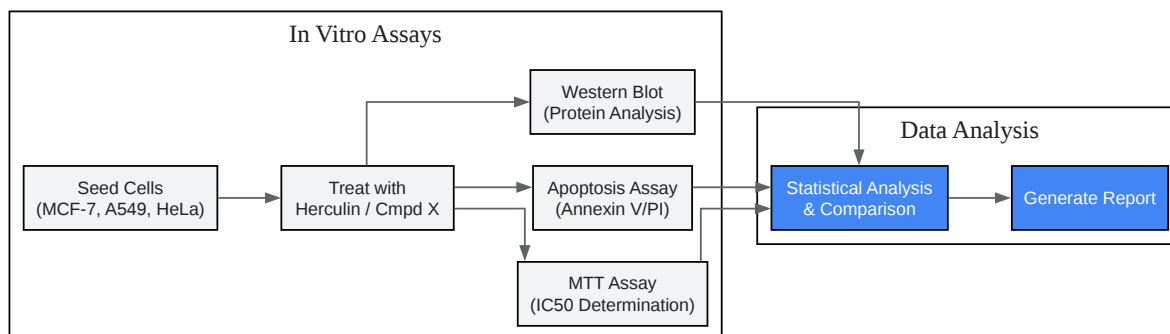 In Vitro Assays
Western Blot
(Protein Analysis)
Data Analysis
Seed Cells
(MCF-7, A549, HeLa)
Treat with
Herculin / Cmpd X
Apoptosis Assay
(Annexin V/PI)
Statistical Analysis
& Comparison
Generate Report
MTT Assay
(IC50 Determination)